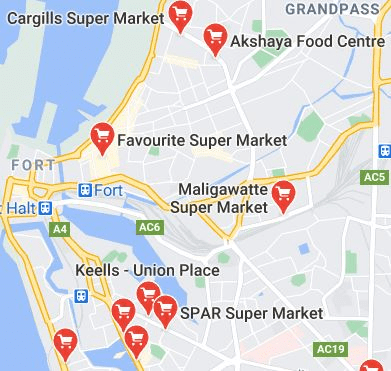 GRANDPASS
Cargills Super Market
Akshaya Food Centre
Favourite Super Market
FORT
Fort
Maligawatte
Super Market
AC5
Halt
A4
AC6
Keells - Union Place
SPAR Super Market
AC19